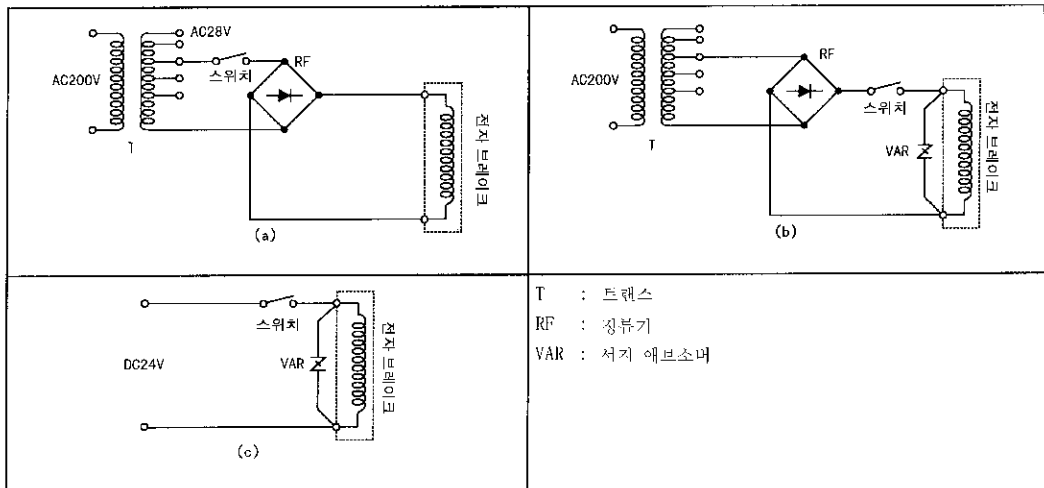 AC28V
AC200V
스위치
RF
T
전자 브레이크
(a)
AC200V
RF
스위치
T
VAR
전자 브레이크
(b)
스위치
DC24V
VAR
전자 브레이크
(c)
T : 트랜스
RF : 정류기
VAR : 서지 애브소버